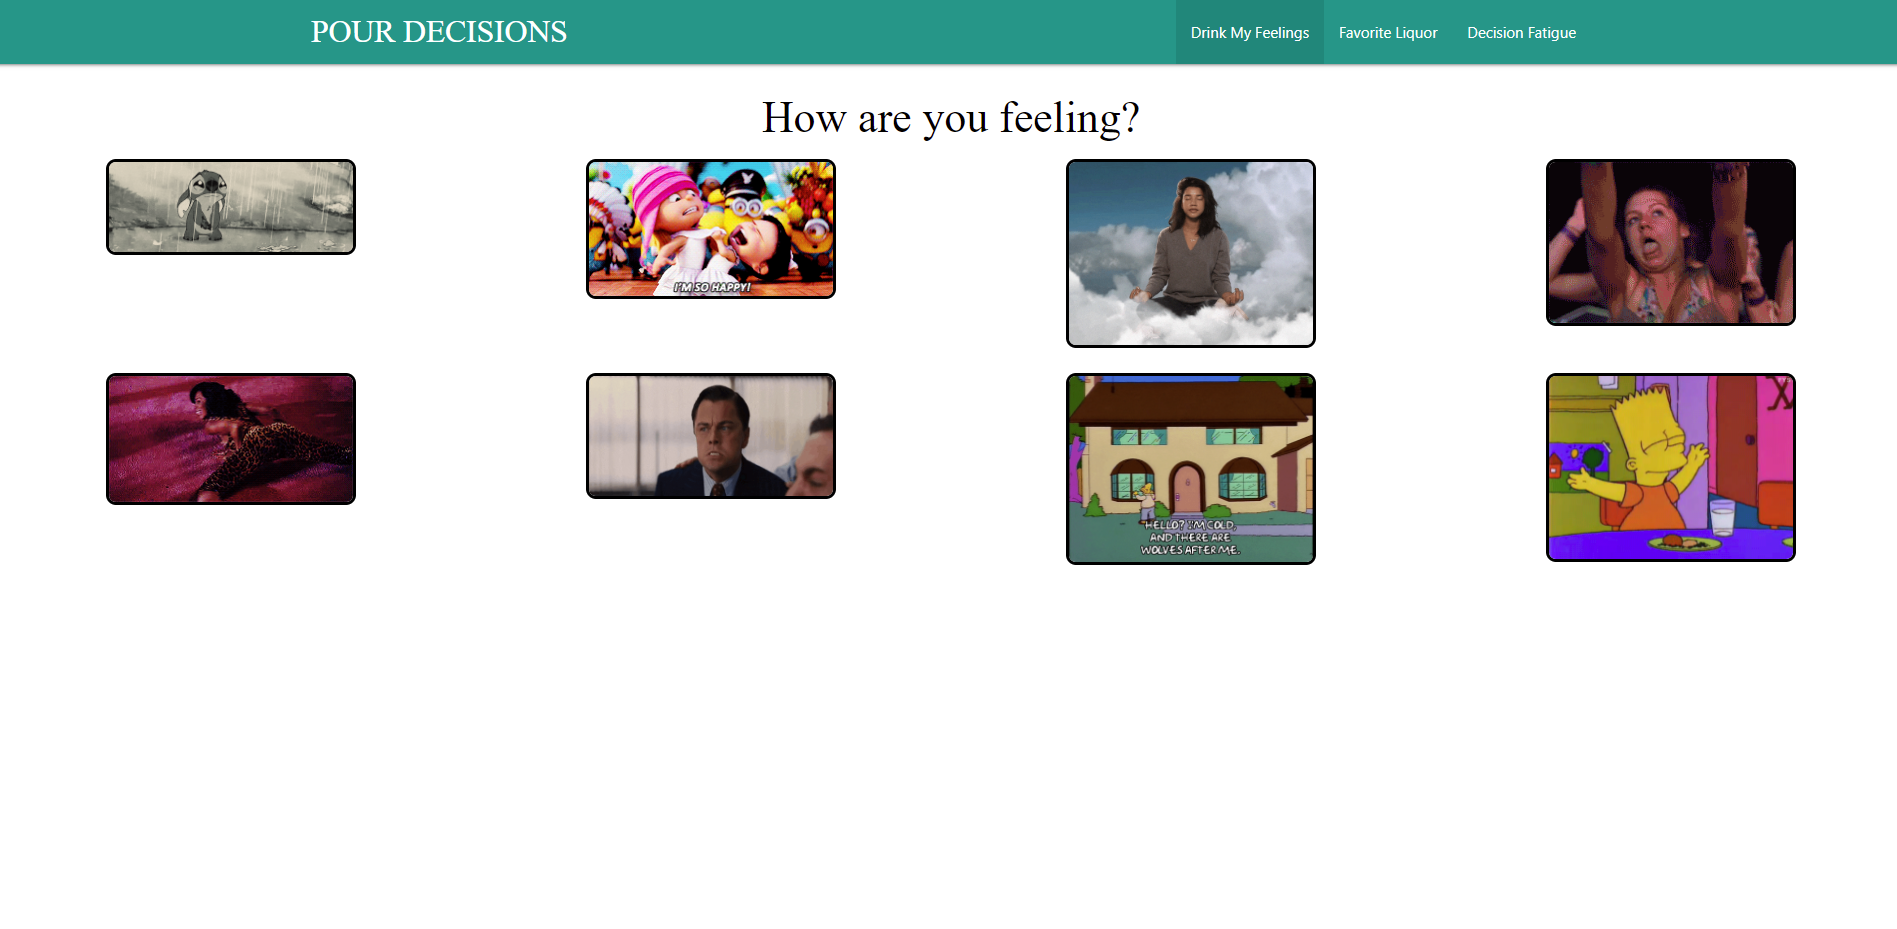 POUR DECISIONS
Drink My Feelings
Favorite Liquor
Decision Fatigue
How are you feeling?
I'M SO HAPPY!
"HELLO? I'M COLD,
AND THERE ARE
WOLVES AFTER ME.